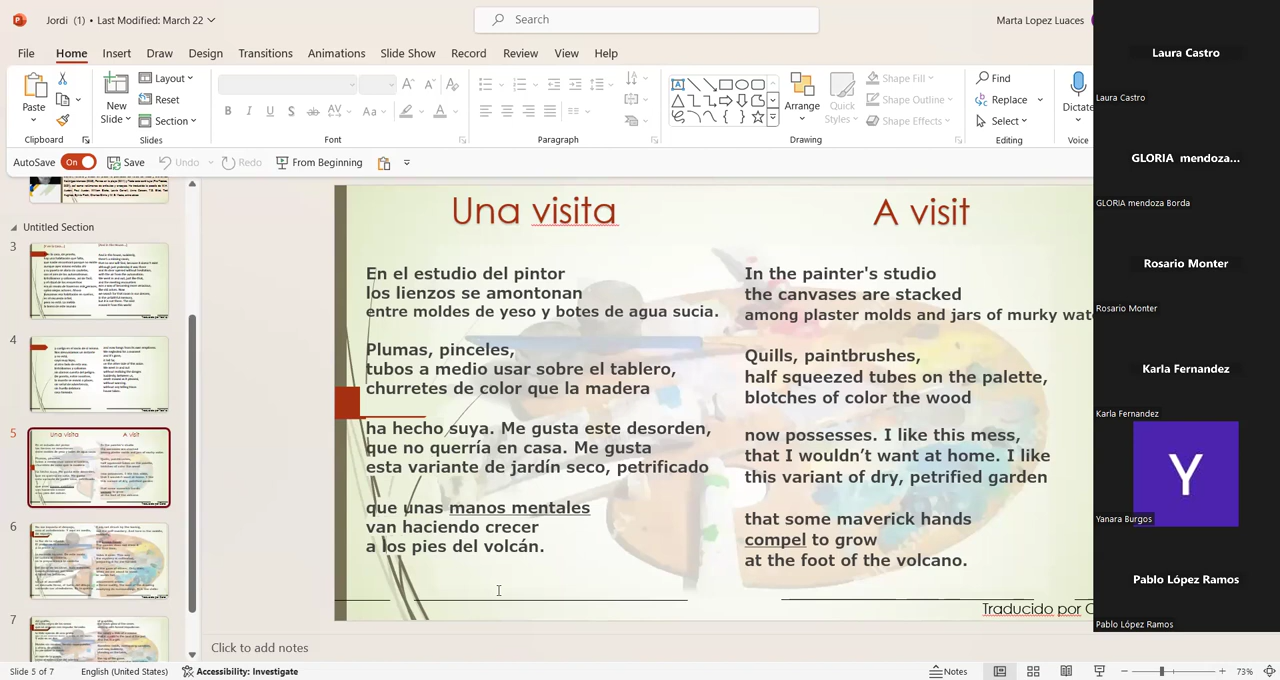 Jordi (1) • Last Modified: March 22
Search
Marta Lopez Luaces
File Home Insert Draw Design Transitions Animations Slide Show Record Review View Help
Paste
Clipboard
New Slide
Layout
Reset
Section
Slides
B I U S ab AV Aa A
Font
Paragraph
Arrange
Quick Styles
Shape Fill
Shape Outline
Shape Effects
Drawing
Find
Replace
Select
Editing
Dictate
Voice
AutoSave On Save Undo Redo From Beginning
Untitled Section
3
4
5
6
7
Una visita
En el estudio del pintor
los lienzos se amontonan
entre moldes de yeso y botes de agua sucia.
Plumas, pinceles,
tubos a medio usar sobre el tablero,
churretes de color que la madera
ha hecho suya. Me gusta este desorden,
que no querría en casa. Me gusta
esta variante de jardín seco, petrificado
que unas manos mentales
van haciendo crecer
a los pies del volcán.
A visit
In the painter's studio
the canvases are stacked
among plaster molds and jars of murky wat
Quills, paintbrushes,
half squeezed tubes on the palette,
blotches of color the wood
now possesses. I like this mess,
that I wouldn't want at home. I like
this variant of dry, petrified garden
that some maverick hands
compel to grow
at the foot of the volcano.
Traducido por C
Laura Castro
Laura Castro
GLORIA mendoza...
GLORIA mendoza Borda
Rosario Monter
Rosario Monter
Karla Fernandez
Karla Fernandez
Y
Yanara Burgos
Pablo López Ramos
Pablo López Ramos
Click to add notes
Slide 5 of 7 English (United States) Accessibility: Investigate Notes 73%